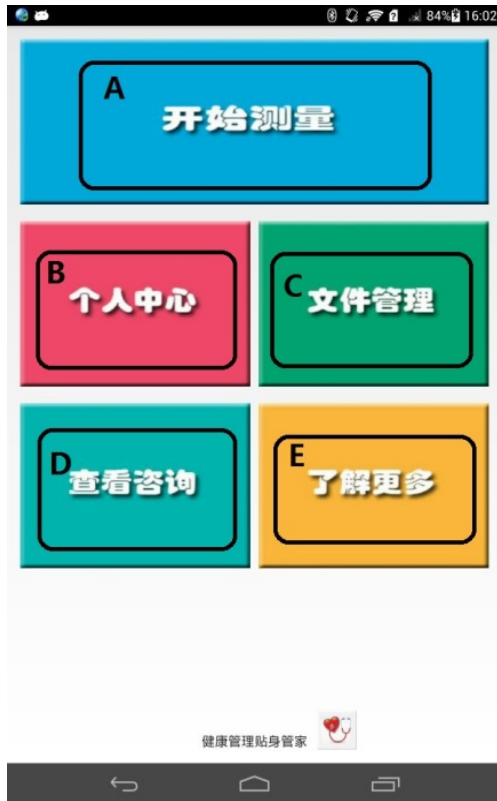 84% 16:02
A
开始测量
B
个人中心
C
文件管理
D
查看咨询
E
了解更多
健康管理贴身管家